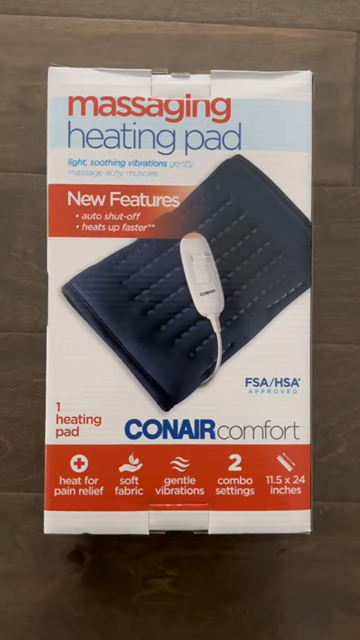 massaging
heating pad
light, soothing vibrations gently
massage achy muscles
New Features
• auto shut-off
• heats up faster**
CONAIR
FSA/HSA*
APPROVED
1
heating
pad
CONAIR comfort
heat for
pain relief
soft
fabric
gentle
vibrations
2
combo
settings
11.5 x 24
inches